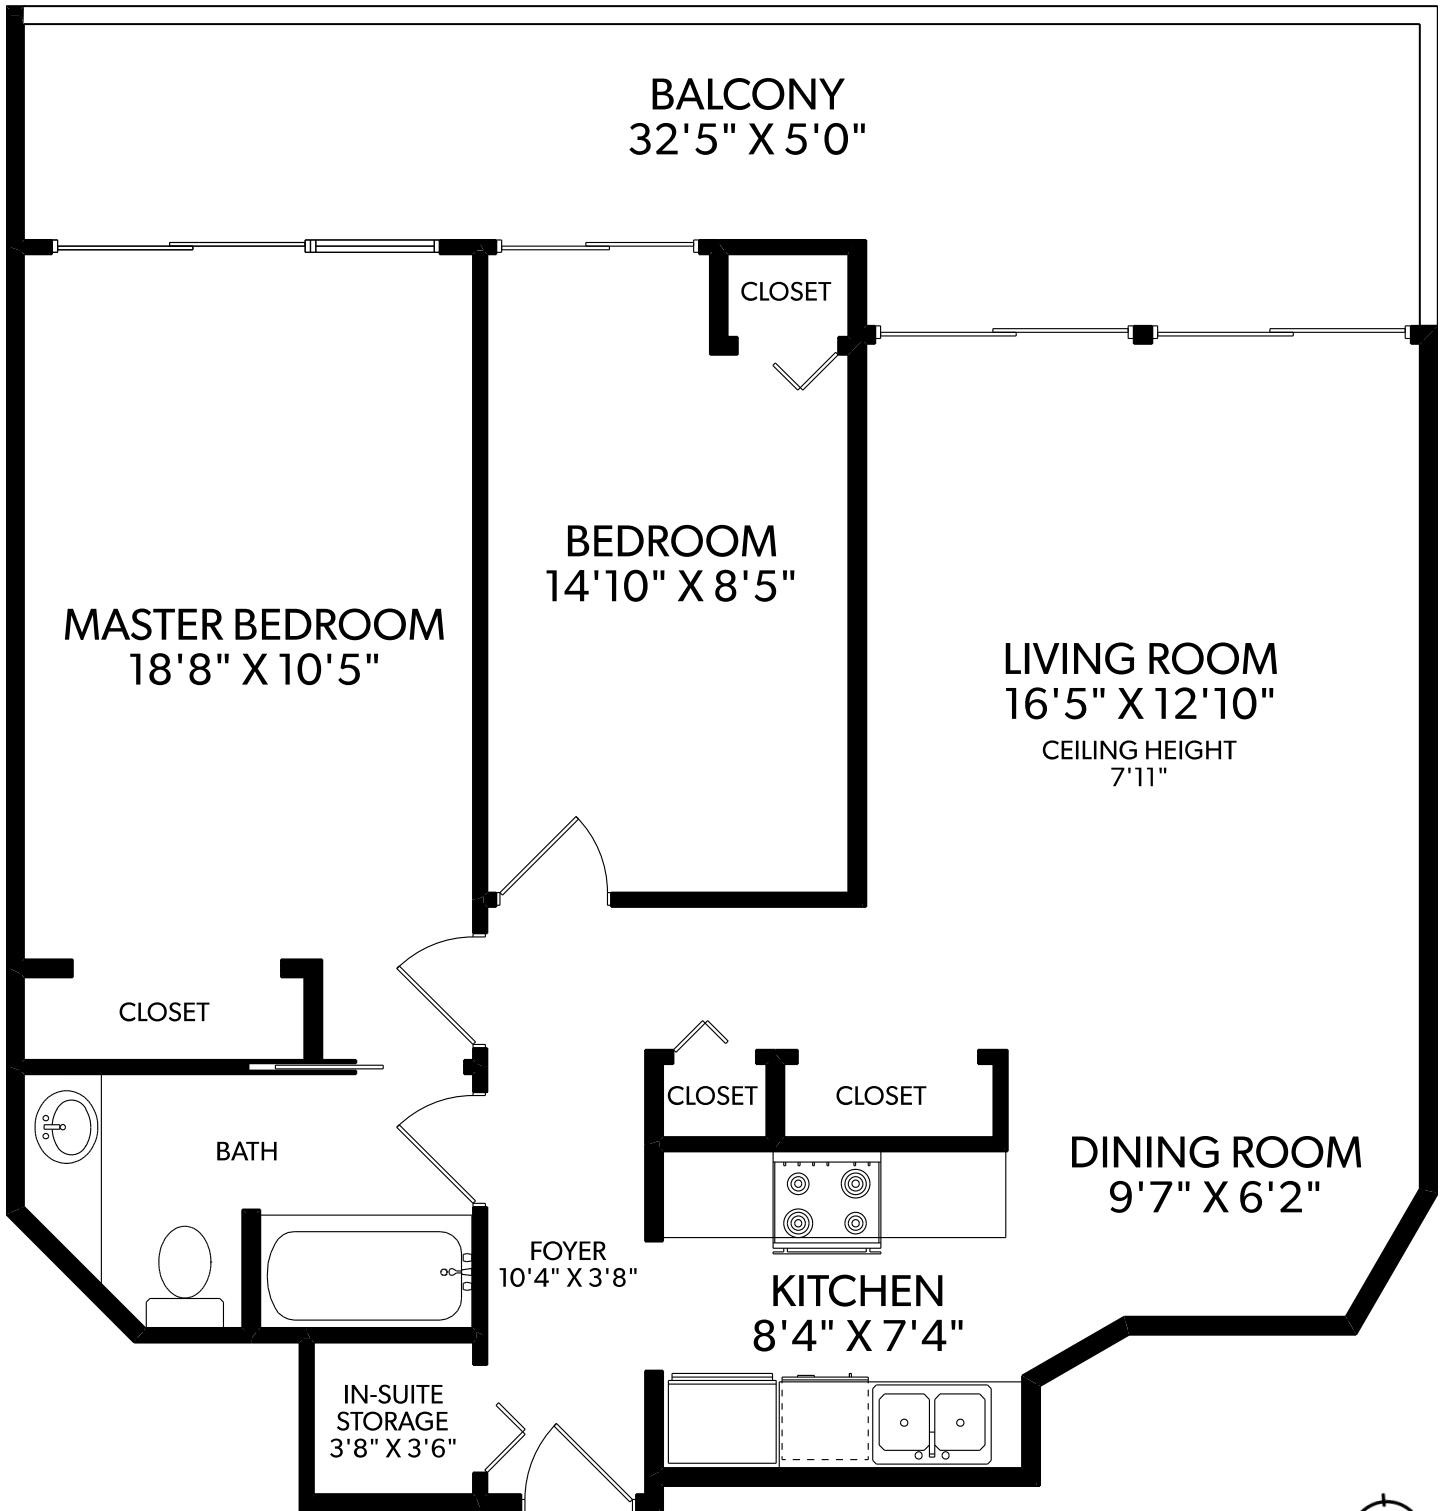 BALCONY
32'5" X 5'0"
CLOSET
BEDROOM
14'10" X 8'5"
MASTER BEDROOM
18'8" X 10'5"
LIVING ROOM
16'5" X 12'10"
CEILING HEIGHT
7'11"
CLOSET
CLOSET
CLOSET
BATH
DINING ROOM
9'7" X 6'2"
FOYER
10'4" X 3'8"
KITCHEN
8'4" X 7'4"
IN-SUITE
STORAGE
3'8" X 3'6"